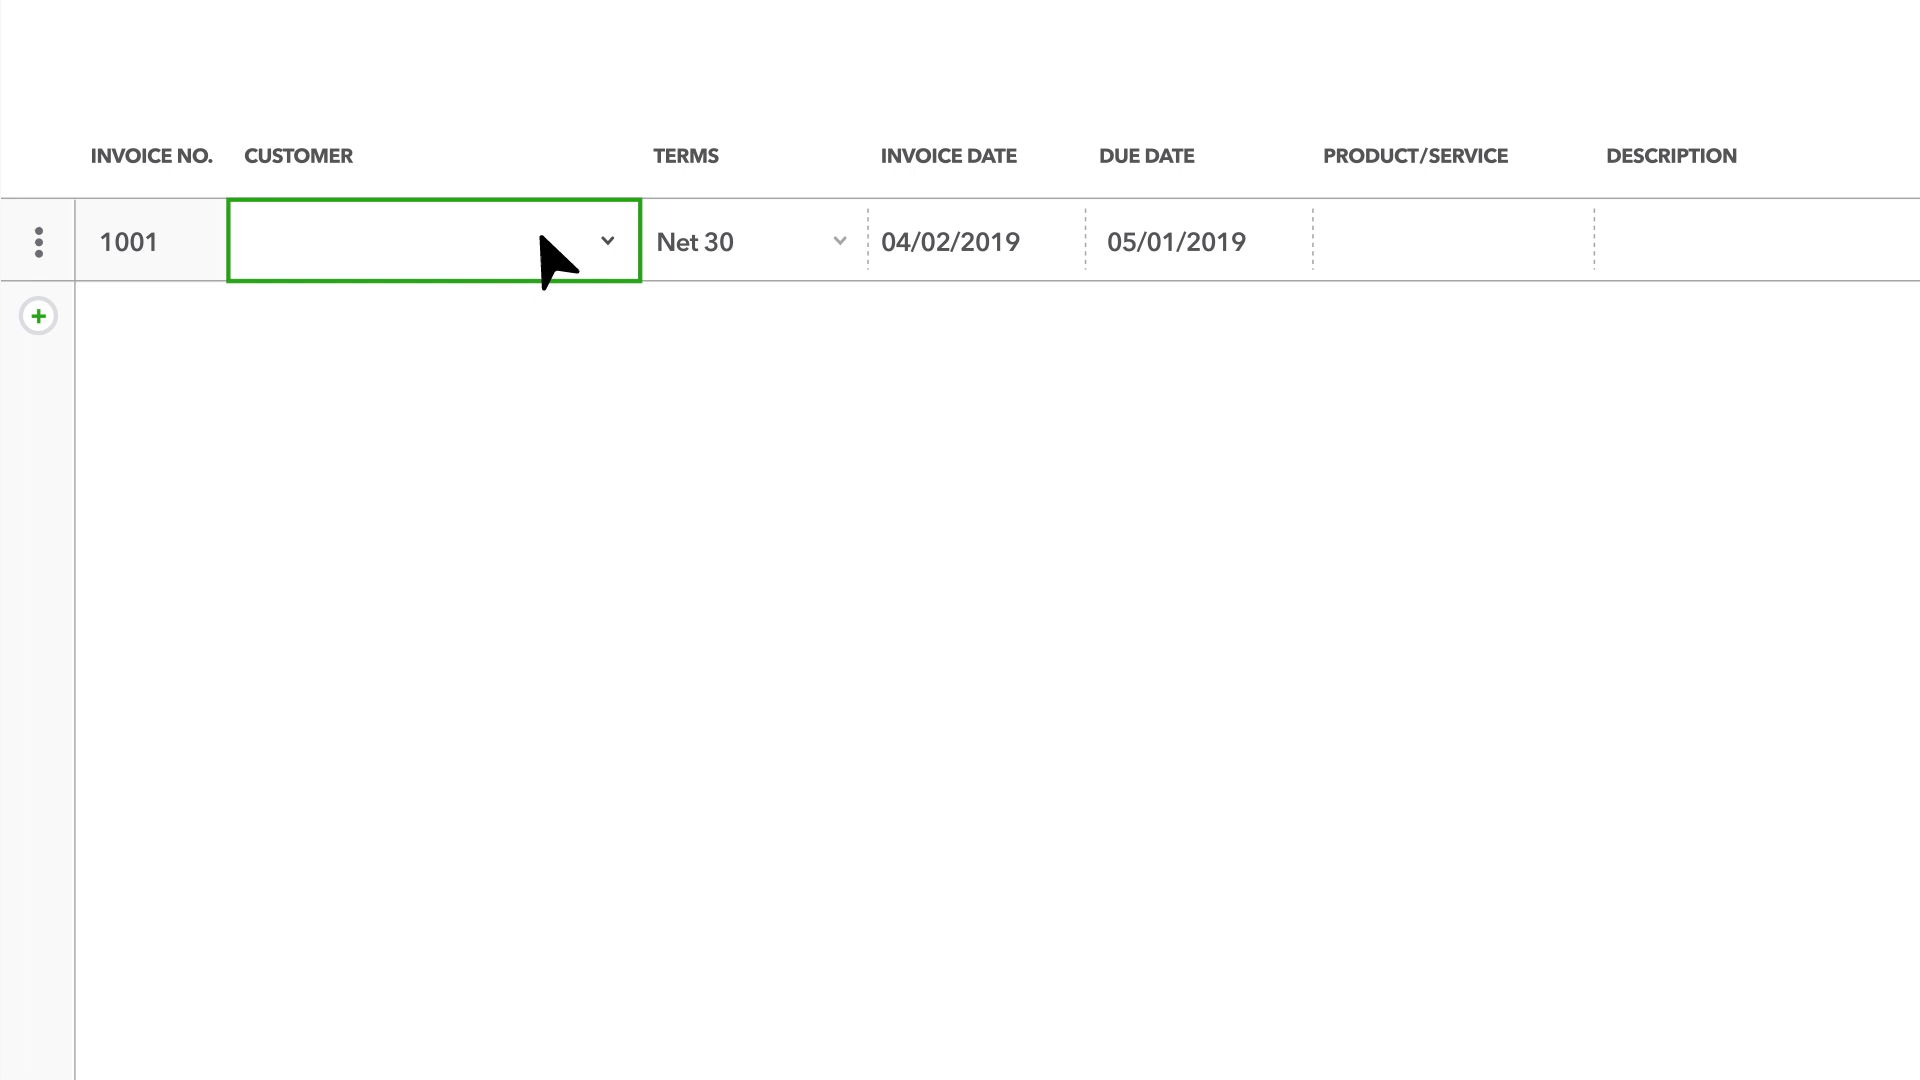 INVOICE NO. CUSTOMER TERMS INVOICE DATE DUE DATE PRODUCT/SERVICE DESCRIPTION
1001 Net 30 04/02/2019 05/01/2019